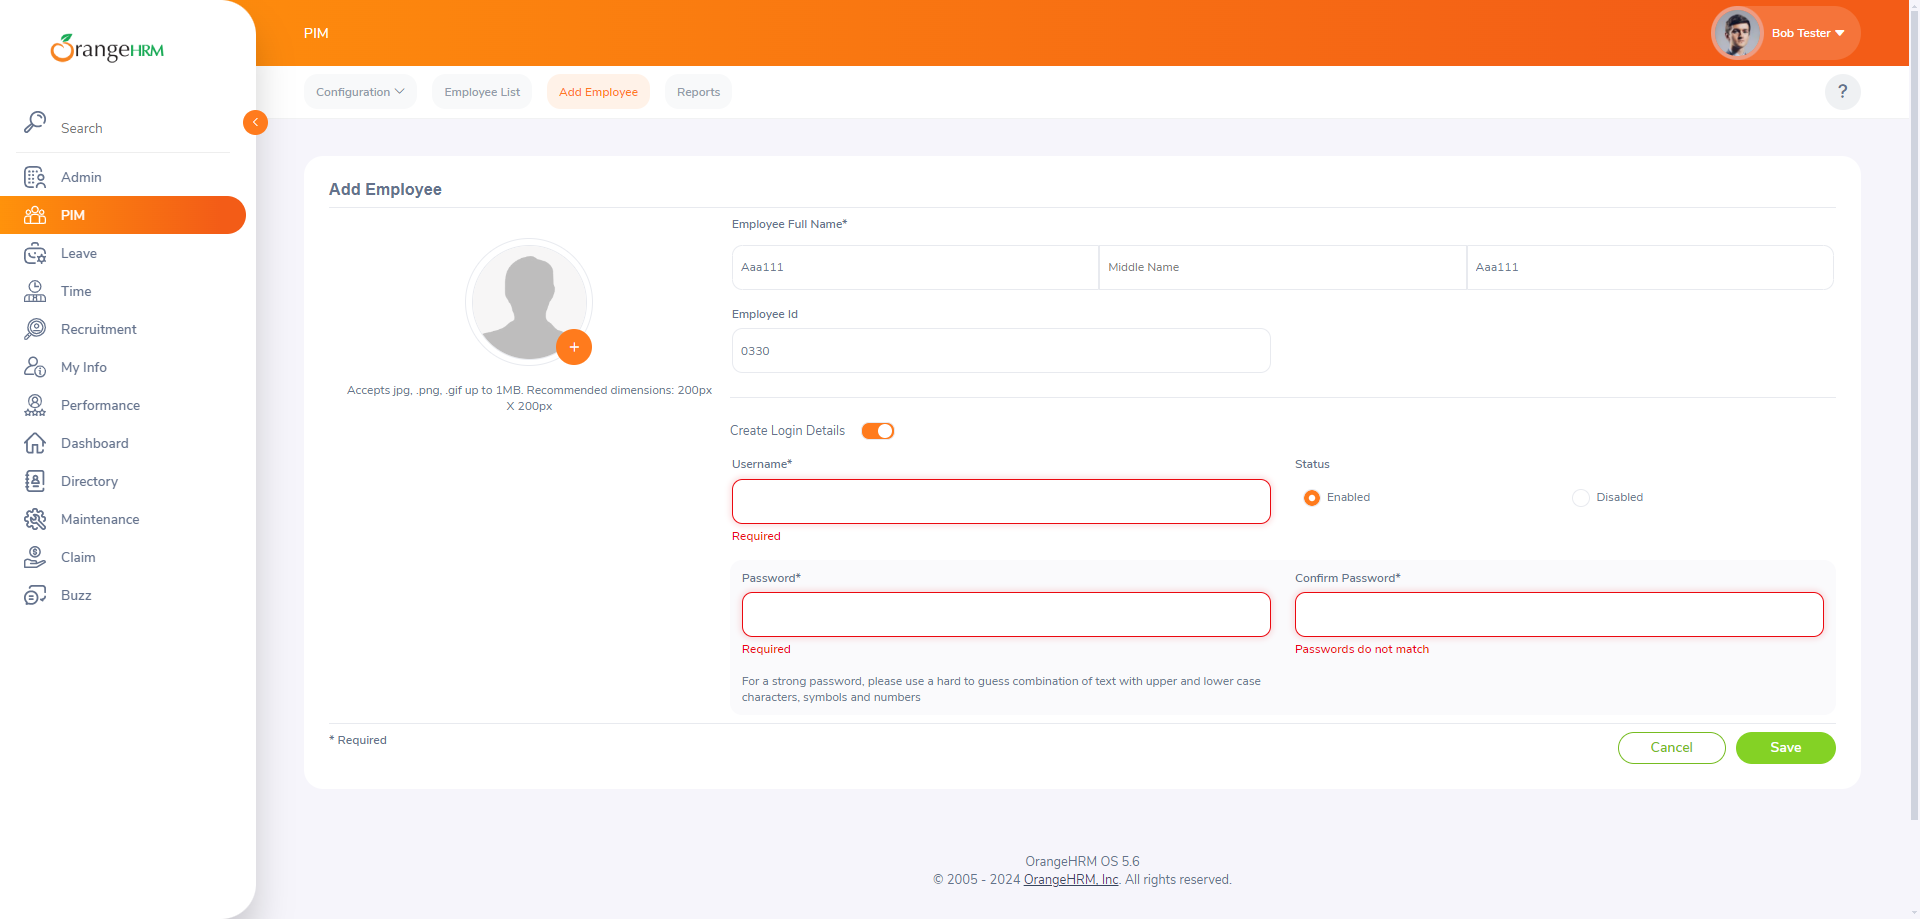 OrangeHRM
Search
Admin
PIM
Leave
Time
Recruitment
My Info
Performance
Dashboard
Directory
Maintenance
Claim
Buzz
PIM
Bob Tester
Configuration
Employee List
Add Employee
Reports
?
Add Employee
Accepts jpg, .png, .gif up to 1MB. Recommended dimensions: 200px
X 200px
Employee Full Name*
Aaa111
Middle Name
Aaa111
Employee Id
0330
Create Login Details
Username*
Required
Status
Enabled
Disabled
Password*
Required
Confirm Password*
Passwords do not match
For a strong password, please use a hard to guess combination of text with upper and lower case
characters, symbols and numbers
* Required
Cancel
Save
OrangeHRM OS 5.6
© 2005 - 2024 OrangeHRM, Inc. All rights reserved.